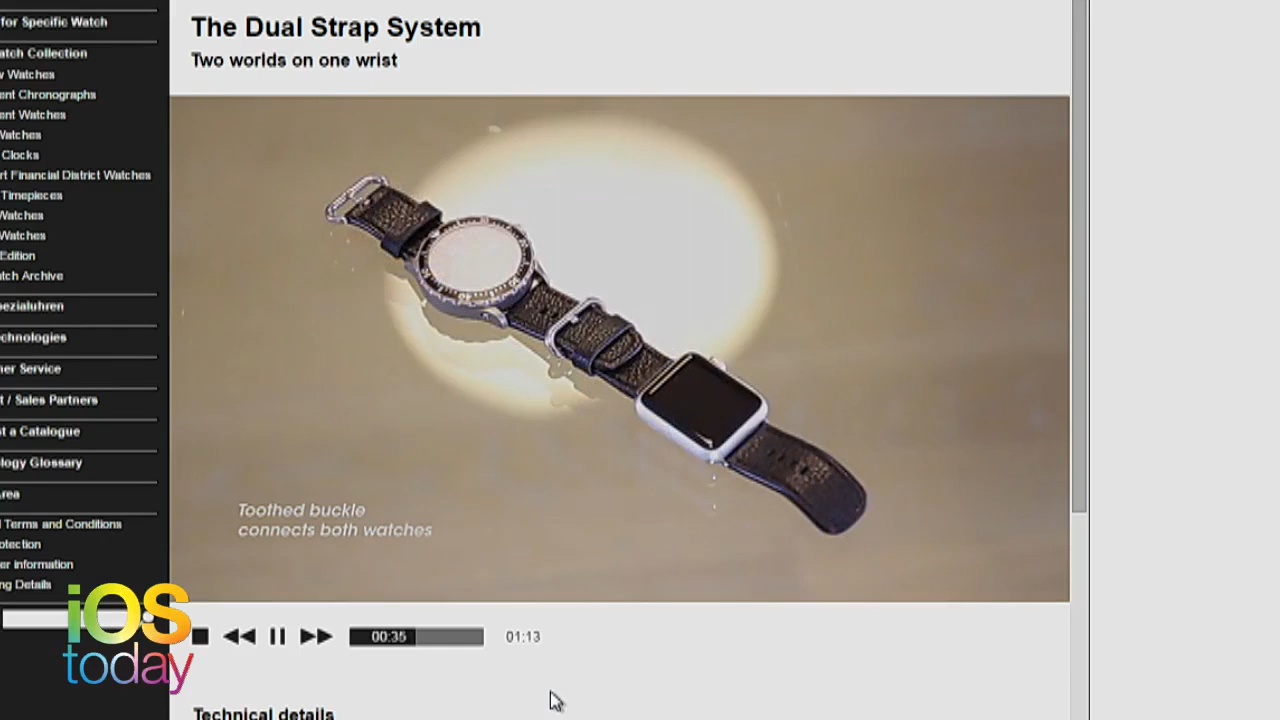 for Specific Watch
atch Collection
w Watches
ent Chronographs
ent Watches
Watches
Clocks
rt Financial District Watches
Timepieces
Watches
Watches
Edition
tch Archive
ezialuhren
chnologies
er Service
t / Sales Partners
st a Catalogue
logy Glossary
Area
l Terms and Conditions
otection
er information
ng Details
The Dual Strap System
Two worlds on one wrist
Toothed buckle
connects both watches
00:35
01:13
Technical details
iOS
today